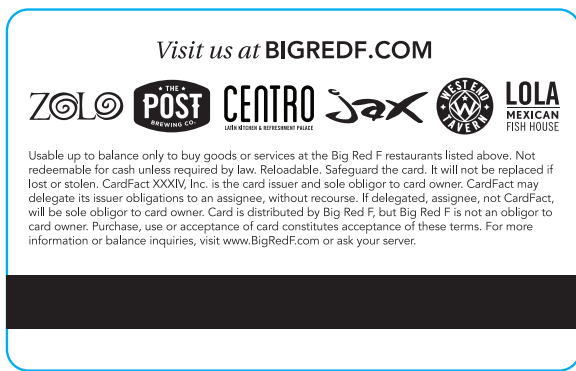 Visit us at BIGREDF.COM
ZOLO
THE
POST
BREWING CO.
CENTRO
LATIN KITCHEN & REFRESHMENT PALACE
jax
WEST END
W
TAVERN
LOLA
MEXICAN
FISH HOUSE
Usable up to balance only to buy goods or services at the Big Red F restaurants listed above. Not
redeemable for cash unless required by law. Reloadable. Safeguard the card. It will not be replaced if
lost or stolen. CardFact XXXIV, Inc. is the card issuer and sole obligor to card owner. CardFact may
delegate its issuer obligations to an assignee, without recourse. If delegated, assignee, not CardFact,
will be sole obligor to card owner. Card is distributed by Big Red F, but Big Red F is not an obligor to
card owner. Purchase, use or acceptance of card constitutes acceptance of these terms. For more
information or balance inquiries, visit www.BigRedF.com or ask your server.